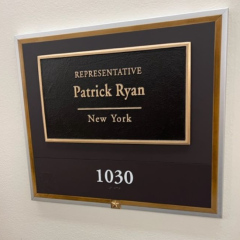 REPRESENTATIVE
Patrick Ryan
New York
1030